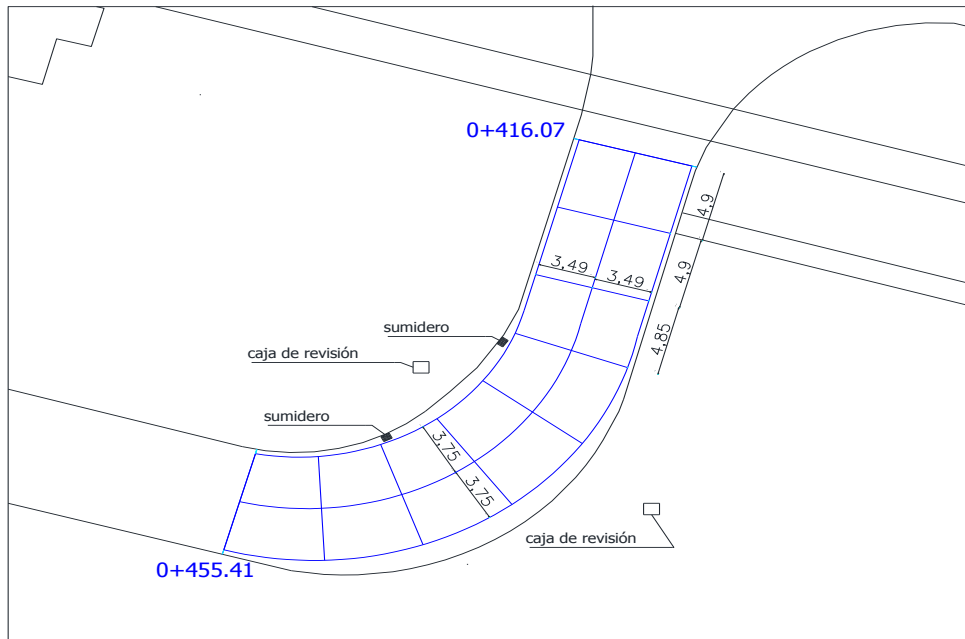 0+416.07
4,9
3,49
3,49
4,9
sumidero
4,85
caja de revisión
sumidero
3,75
3,75
caja de revisión
0+455.41